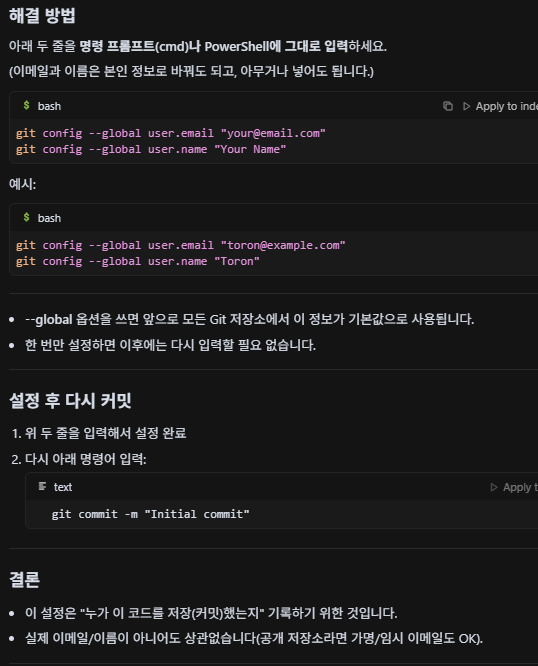 해결 방법
아래 두 줄을 명령 프롬프트(cmd)나 PowerShell에 그대로 입력하세요.
(이메일과 이름은 본인 정보로 바꿔도 되고, 아무거나 넣어도 됩니다.)
$ bash Apply to inde
git config --global user.email "your@email.com"
git config --global user.name "Your Name"
예시:
$ bash
git config --global user.email "toron@example.com"
git config --global user.name "Toron"
• --global 옵션을 쓰면 앞으로 모든 Git 저장소에서 이 정보가 기본값으로 사용됩니다.
• 한 번만 설정하면 이후에는 다시 입력할 필요 없습니다.
설정 후 다시 커밋
1. 위 두 줄을 입력해서 설정 완료
2. 다시 아래 명령어 입력:
text Apply t
git commit -m "Initial commit"
결론
• 이 설정은 "누가 이 코드를 저장(커밋)했는지" 기록하기 위한 것입니다.
• 실제 이메일/이름이 아니어도 상관없습니다(공개 저장소라면 가명/임시 이메일도 OK).